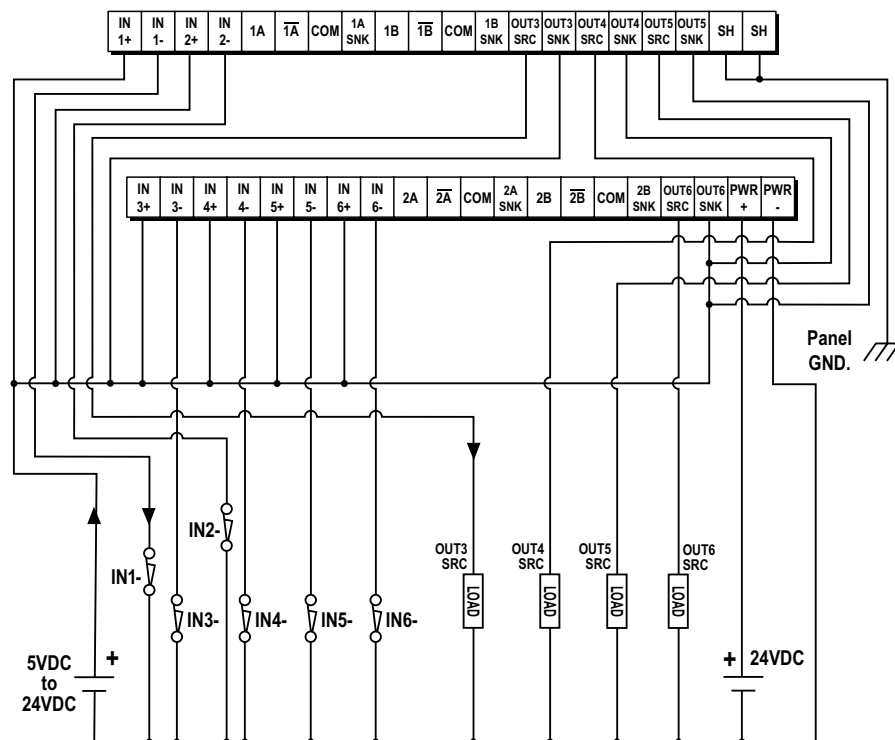 IN 1+
IN 1-
IN 2+
IN 2-
1A
1A̅
COM
1A SNK
1B
1B̅
COM
1B SNK
OUT3 SRC
OUT3 SNK
OUT4 SRC
OUT4 SNK
OUT5 SRC
OUT5 SNK
SH
SH
IN 3+
IN 3-
IN 4+
IN 4-
IN 5+
IN 5-
IN 6+
IN 6-
2A
2A̅
COM
2A SNK
2B
2B̅
COM
2B SNK
OUT6 SRC
OUT6 SNK
PWR +
PWR -
Panel
GND.
IN1-
IN2-
IN3-
IN4-
IN5-
IN6-
OUT3
SRC
LOAD
OUT4
SRC
LOAD
OUT5
SRC
LOAD
OUT6
SRC
LOAD
5VDC
to
24VDC
+
+ 24VDC